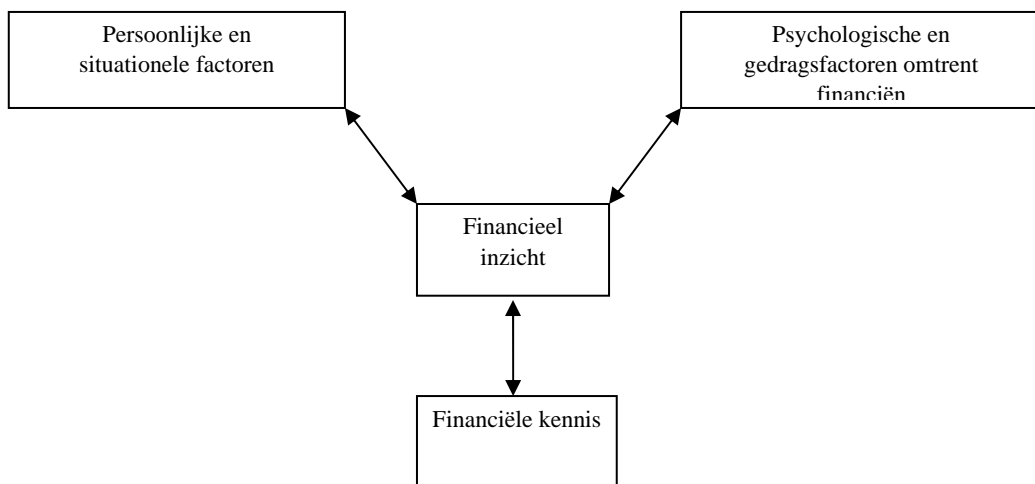 Persoonlijke en
situationele factoren
Psychologische en
gedragsfactoren omtrent
financiën
Financieel
inzicht
Financiële kennis